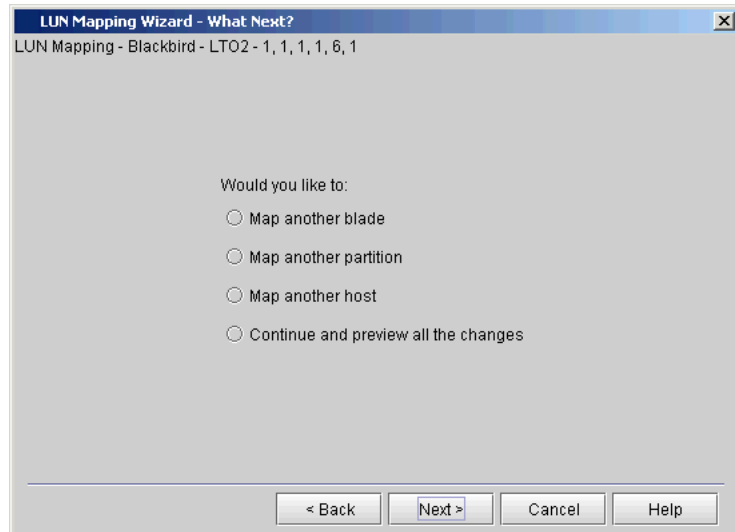 LUN Mapping Wizard - What Next?
LUN Mapping - Blackbird - LTO2 - 1, 1, 1, 1, 6, 1
Would you like to:
Map another blade
Map another partition
Map another host
Continue and preview all the changes
< Back Next > Cancel Help